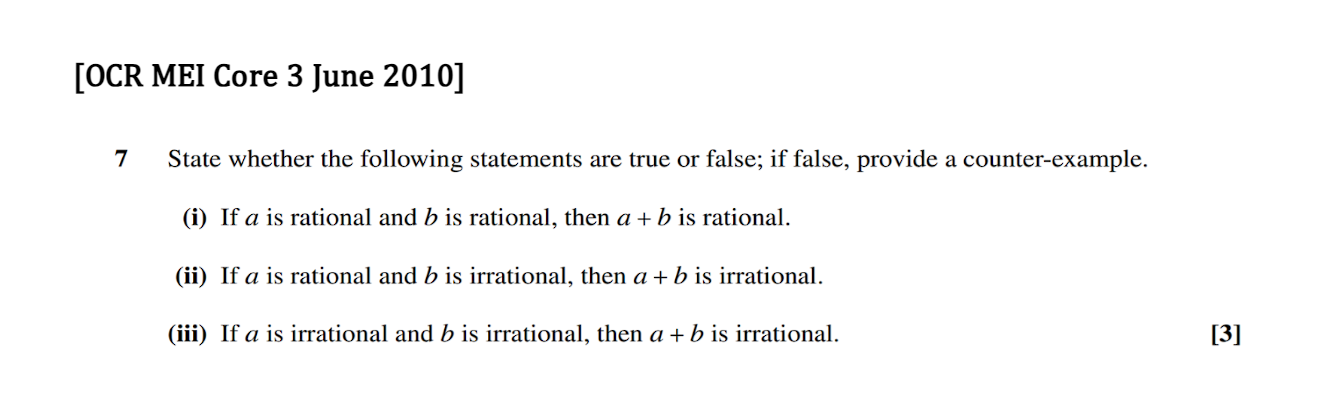 [OCR MEI Core 3 June 2010]
7 State whether the following statements are true or false; if false, provide a counter-example.
(i) If a is rational and b is rational, then a + b is rational.
(ii) If a is rational and b is irrational, then a + b is irrational.
(iii) If a is irrational and b is irrational, then a + b is irrational. [3]